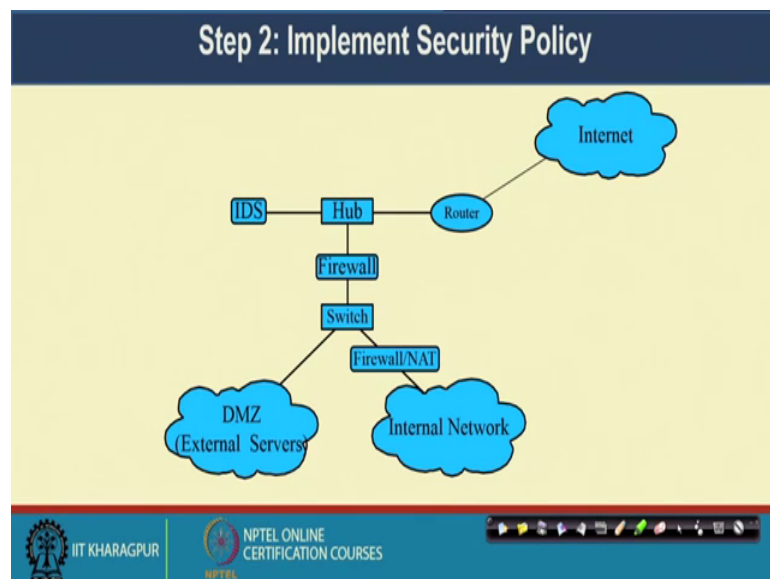 Step 2: Implement Security Policy
Internet
IDS
Hub
Router
Firewall
Switch
Firewall/NAT
DMZ
(External Servers)
Internal Network
IIT KHARAGPUR
NPTEL ONLINE
CERTIFICATION COURSES
NPTEL